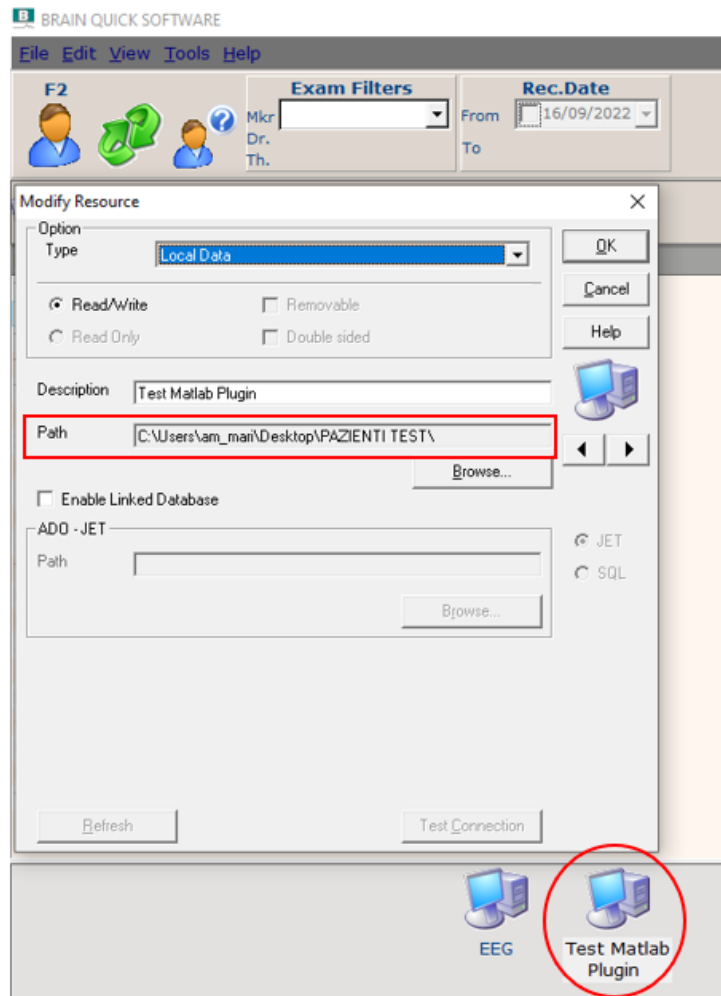 B BRAIN QUICK SOFTWARE
File Edit View Tools Help
F2
Exam Filters
Mkr
Dr.
Th.
Rec.Date
From 16/09/2022
To
Modify Resource
Option
Type Local Data
Read/Write Removable
Read Only Double sided
OK
Cancel
Help
Description Test Matlab Plugin
Path C:\Users\am_mari\Desktop\PAZIENTI TEST\
Browse...
Enable Linked Database
ADO - JET
Path
Browse...
JET
SQL
Refresh Test Connection
EEG
Test Matlab
Plugin